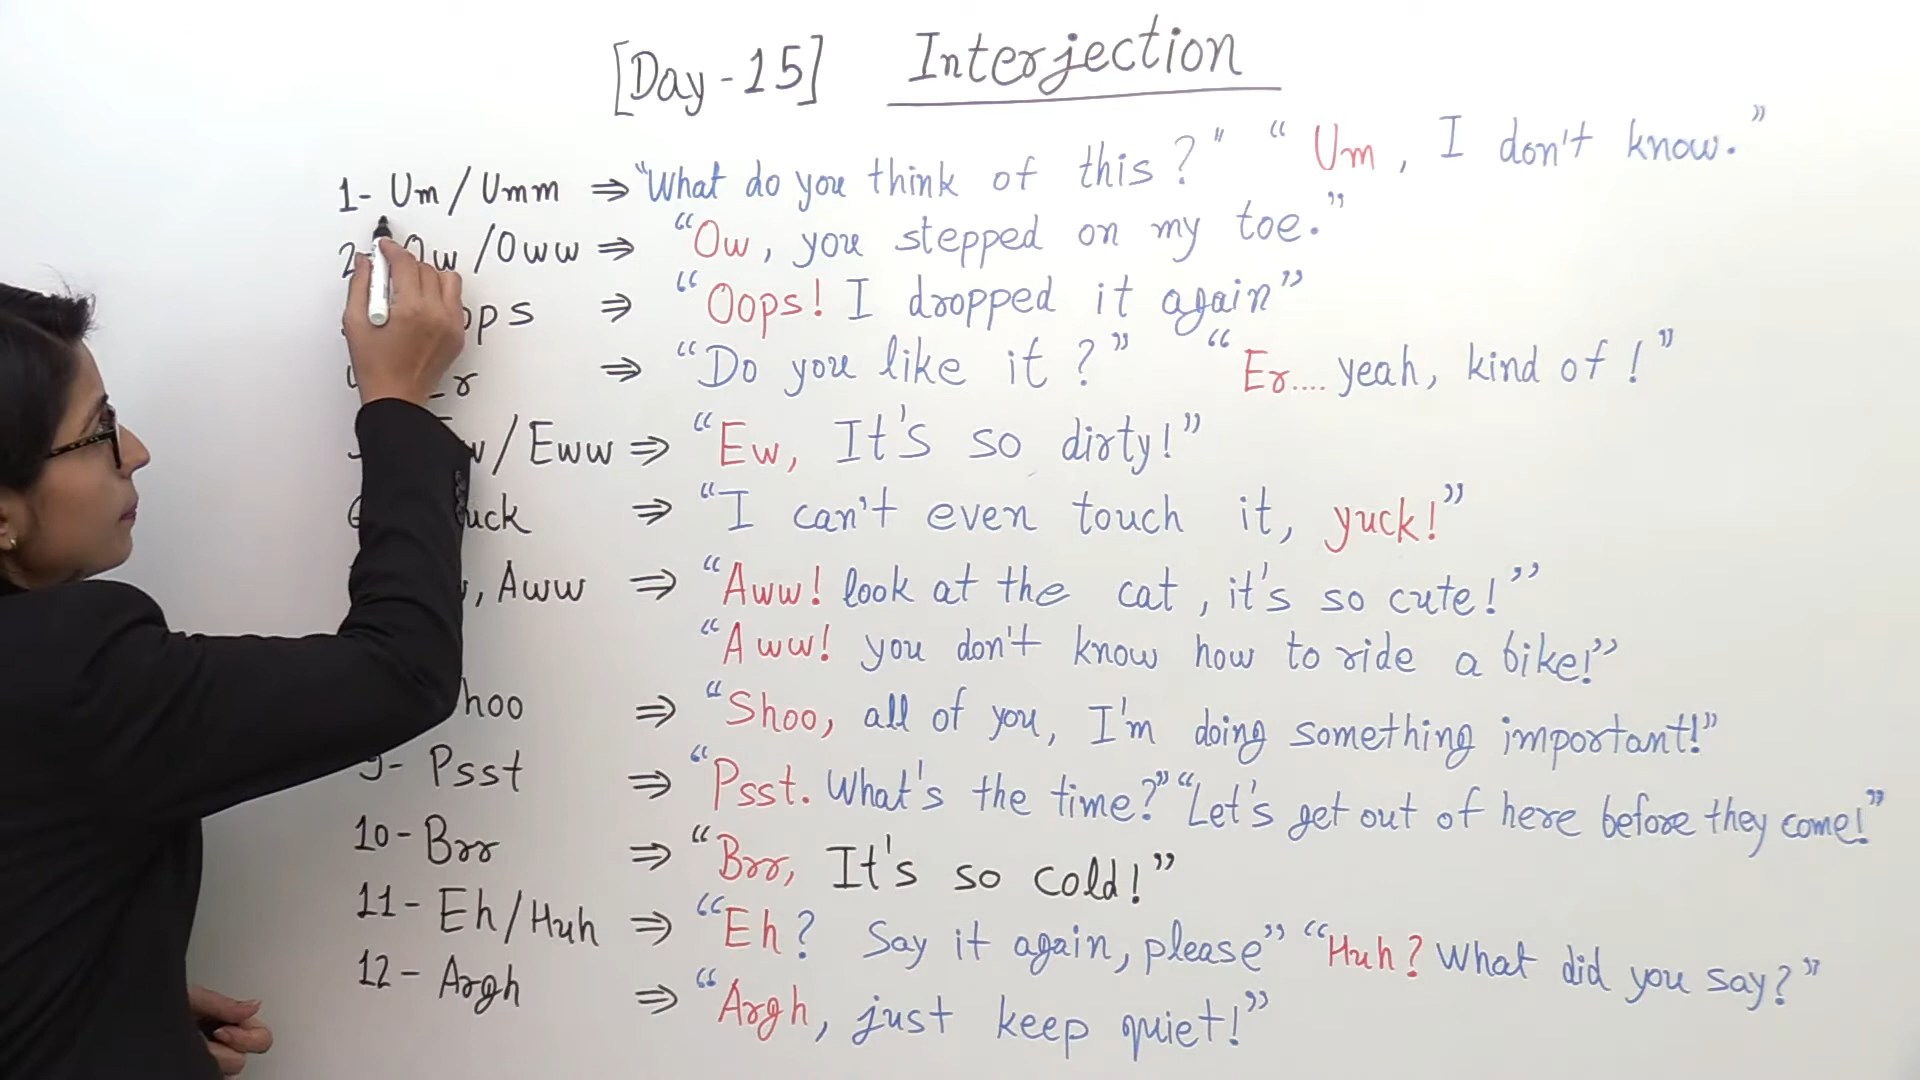 [Day - 15] Interjection
1- Um / Umm ⇒ "What do you think of this?" "Um, I don't know."
2- Ow / Oww ⇒ "Ow, you stepped on my toe."
ops ⇒ "Oops! I dropped it again"
r ⇒ "Do you like it?" "Er.... yeah, kind of!"
w / Eww ⇒ "Ew, It's so dirty!"
uck ⇒ "I can't even touch it, yuck!"
, Aww ⇒ "Aww! look at the cat, it's so cute!"
"Aww! you don't know how to ride a bike!"
hoo ⇒ "Shoo, all of you, I'm doing something important!"
9- Psst ⇒ "Psst. What's the time?" "Let's get out of here before they come!"
10- Brr ⇒ "Brr, It's so cold!"
11- Eh/Huh ⇒ "Eh? Say it again, please" "Huh? What did you say?"
12- Argh ⇒ "Argh, just keep quiet!"